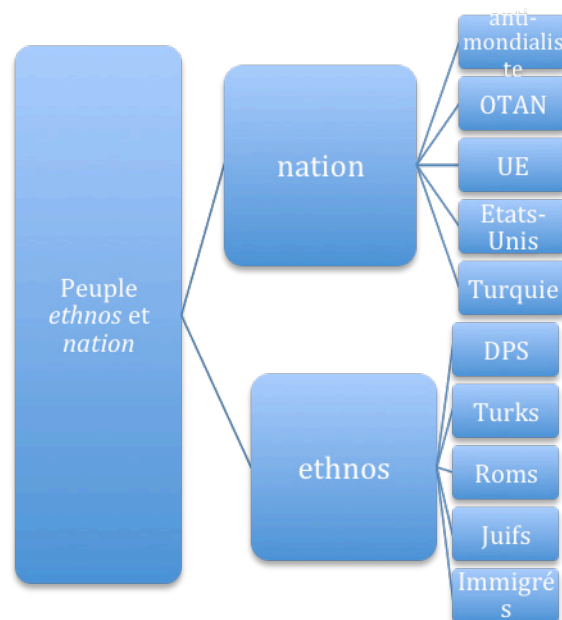 Peuple
ethnos et
nation
nation
anti-
mondialis
te
OTAN
UE
Etats-
Unis
Turquie
ethnos
DPS
Turks
Roms
Juifs
Immigré
s